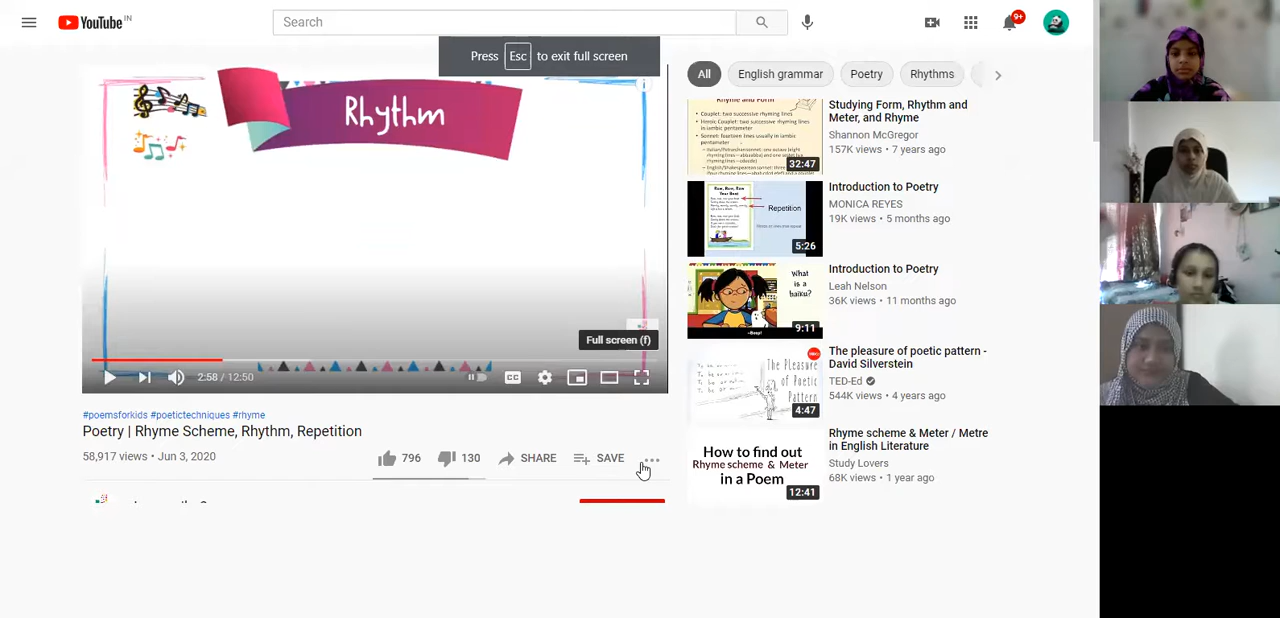 YouTube IN
Search
9+
Press Esc to exit full screen
Rhythm
i
Full screen (f)
2:58 / 12:50
CC
#poemsforkids #poetictechniques #rhyme
Poetry | Rhyme Scheme, Rhythm, Repetition
58,917 views • Jun 3, 2020
796
130
SHARE
SAVE
All
English grammar
Poetry
Rhythms
Rhyme and Form
32:47
Studying Form, Rhythm and
Meter, and Rhyme
Shannon McGregor
157K views • 7 years ago
Repetition
5:26
Introduction to Poetry
MONICA REYES
19K views • 5 months ago
What
is a
haiku?
9:11
Introduction to Poetry
Leah Nelson
36K views • 11 months ago
The Pleasure
of Poetic
Pattern
4:47
The pleasure of poetic pattern -
David Silverstein
TED-Ed
544K views • 4 years ago
How to find out
Rhyme scheme & Meter
in a Poem
12:41
Rhyme scheme & Meter / Metre
in English Literature
Study Lovers
68K views • 1 year ago